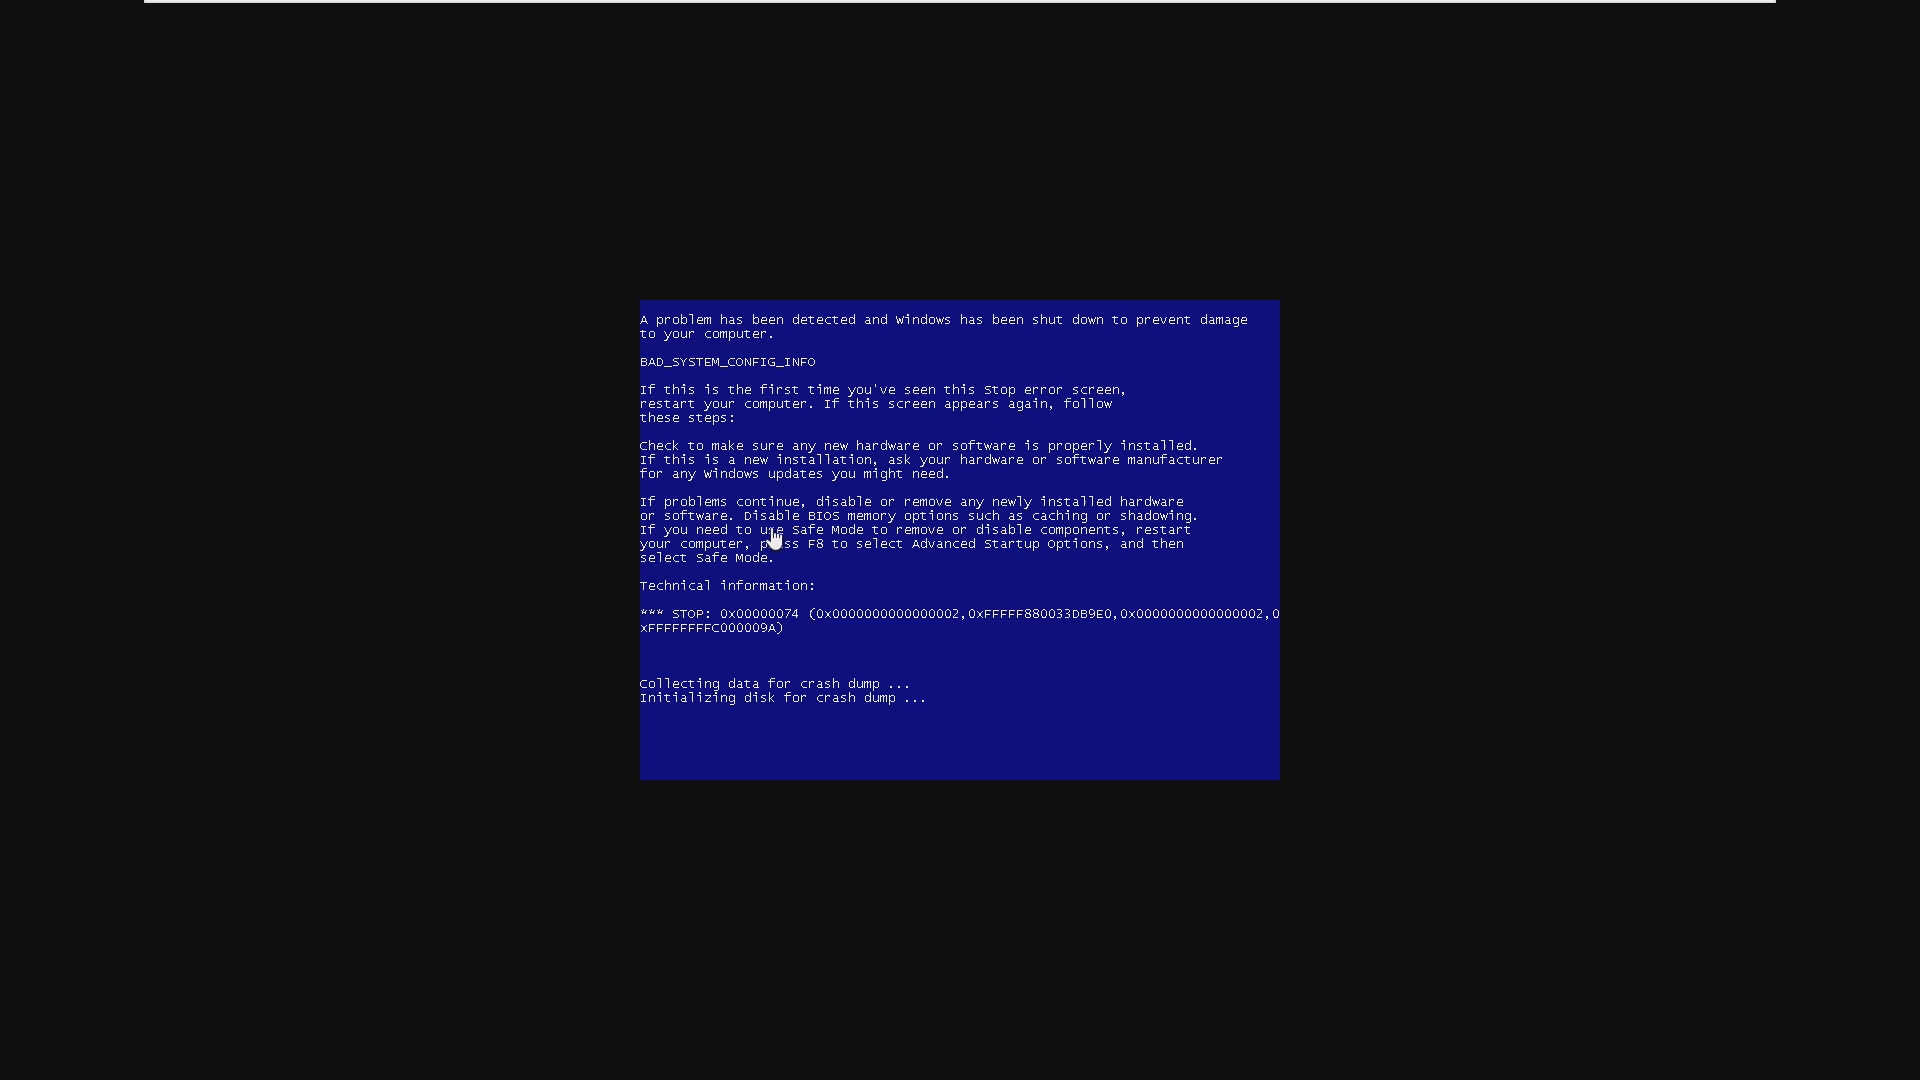 A problem has been detected and Windows has been shut down to prevent damage
to your computer.
BAD_SYSTEM_CONFIG_INFO
If this is the first time you've seen this Stop error screen,
restart your computer. If this screen appears again, follow
these steps:
Check to make sure any new hardware or software is properly installed.
If this is a new installation, ask your hardware or software manufacturer
for any Windows updates you might need.
If problems continue, disable or remove any newly installed hardware
or software. Disable BIOS memory options such as caching or shadowing.
If you need to use Safe Mode to remove or disable components, restart
your computer, press F8 to select Advanced Startup Options, and then
select Safe Mode.
Technical information:
*** STOP: 0x00000074 (0x0000000000000002,0xFFFFF880033DB9E0,0x0000000000000002,0
xFFFFFFFFC000009A)
Collecting data for crash dump ...
Initializing disk for crash dump ...